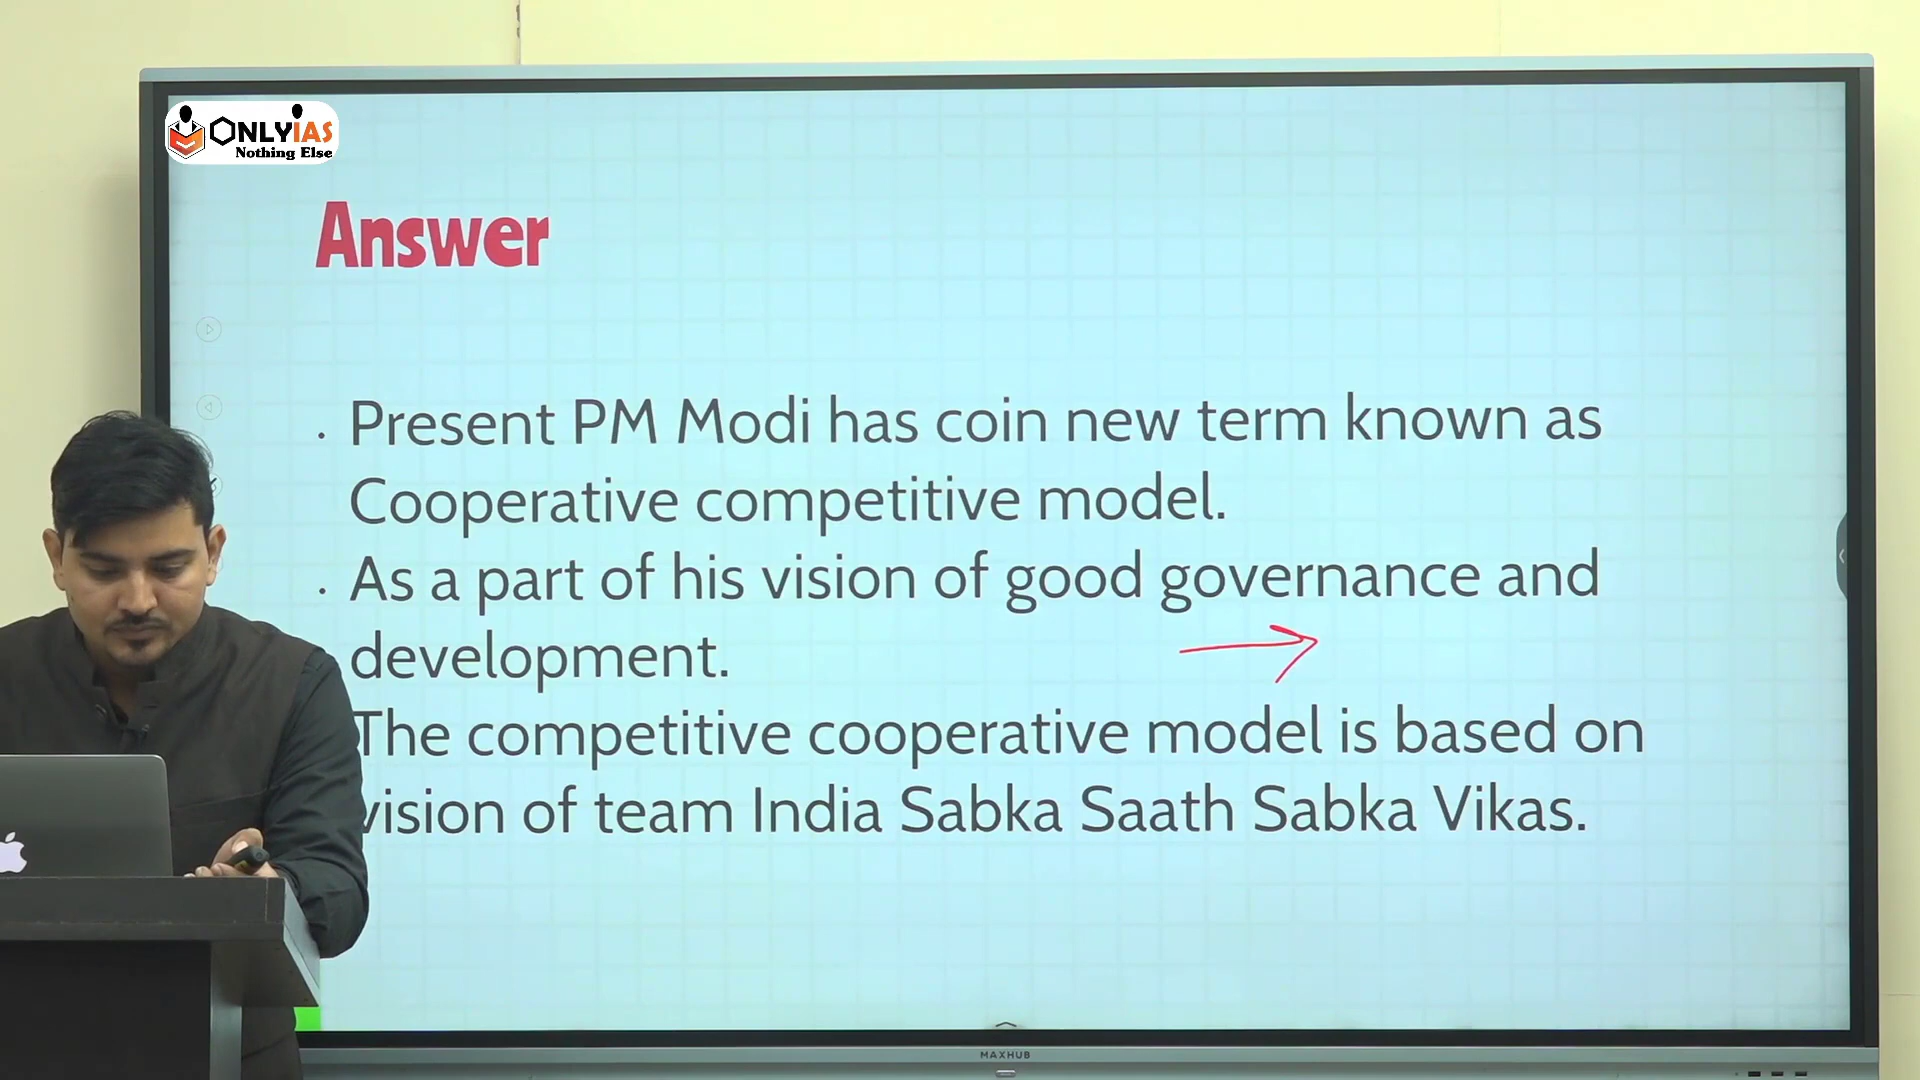 ONLYIAS
Nothing Else
Answer
. Present PM Modi has coin new term known as
Cooperative competitive model.
. As a part of his vision of good governance and
development.
The competitive cooperative model is based on
vision of team India Sabka Saath Sabka Vikas.
MAXHUB